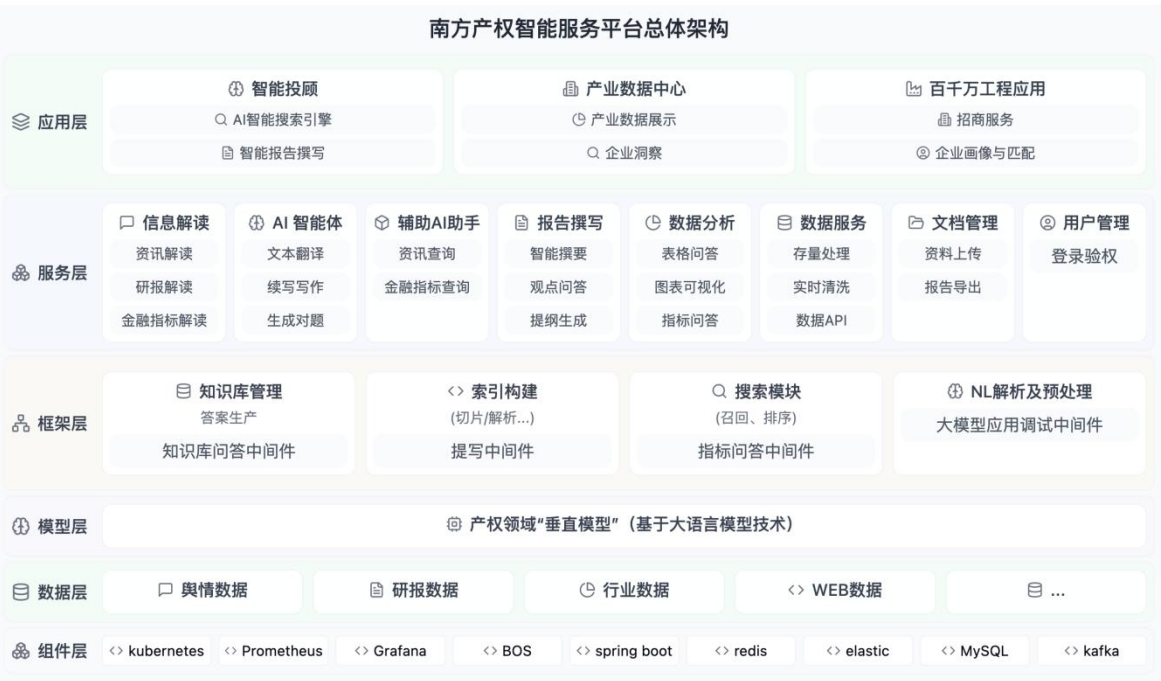 南方产权智能服务平台总体架构
应用层
智能投顾
AI智能搜索引擎
智能报告撰写
产业数据中心
产业数据展示
企业洞察
百千万工程应用
招商服务
企业画像与匹配
服务层
信息解读
资讯解读
研报解读
金融指标解读
AI 智能体
文本翻译
续写写作
生成对题
辅助AI助手
资讯查询
金融指标查询
报告撰写
智能撰要
观点问答
提纲生成
数据分析
表格问答
图表可视化
指标问答
数据服务
存量处理
实时清洗
数据API
文档管理
资料上传
报告导出
用户管理
登录验权
框架层
知识库管理
答案生产
知识库问答中间件
索引构建
(切片/解析...)
提写中间件
搜索模块
(召回、排序)
指标问答中间件
NL解析及预处理
大模型应用调试中间件
模型层
产权领域“垂直模型”（基于大语言模型技术）
数据层
舆情数据
研报数据
行业数据
WEB数据
...
组件层
kubernetes
Prometheus
Grafana
BOS
spring boot
redis
elastic
MySQL
kafka